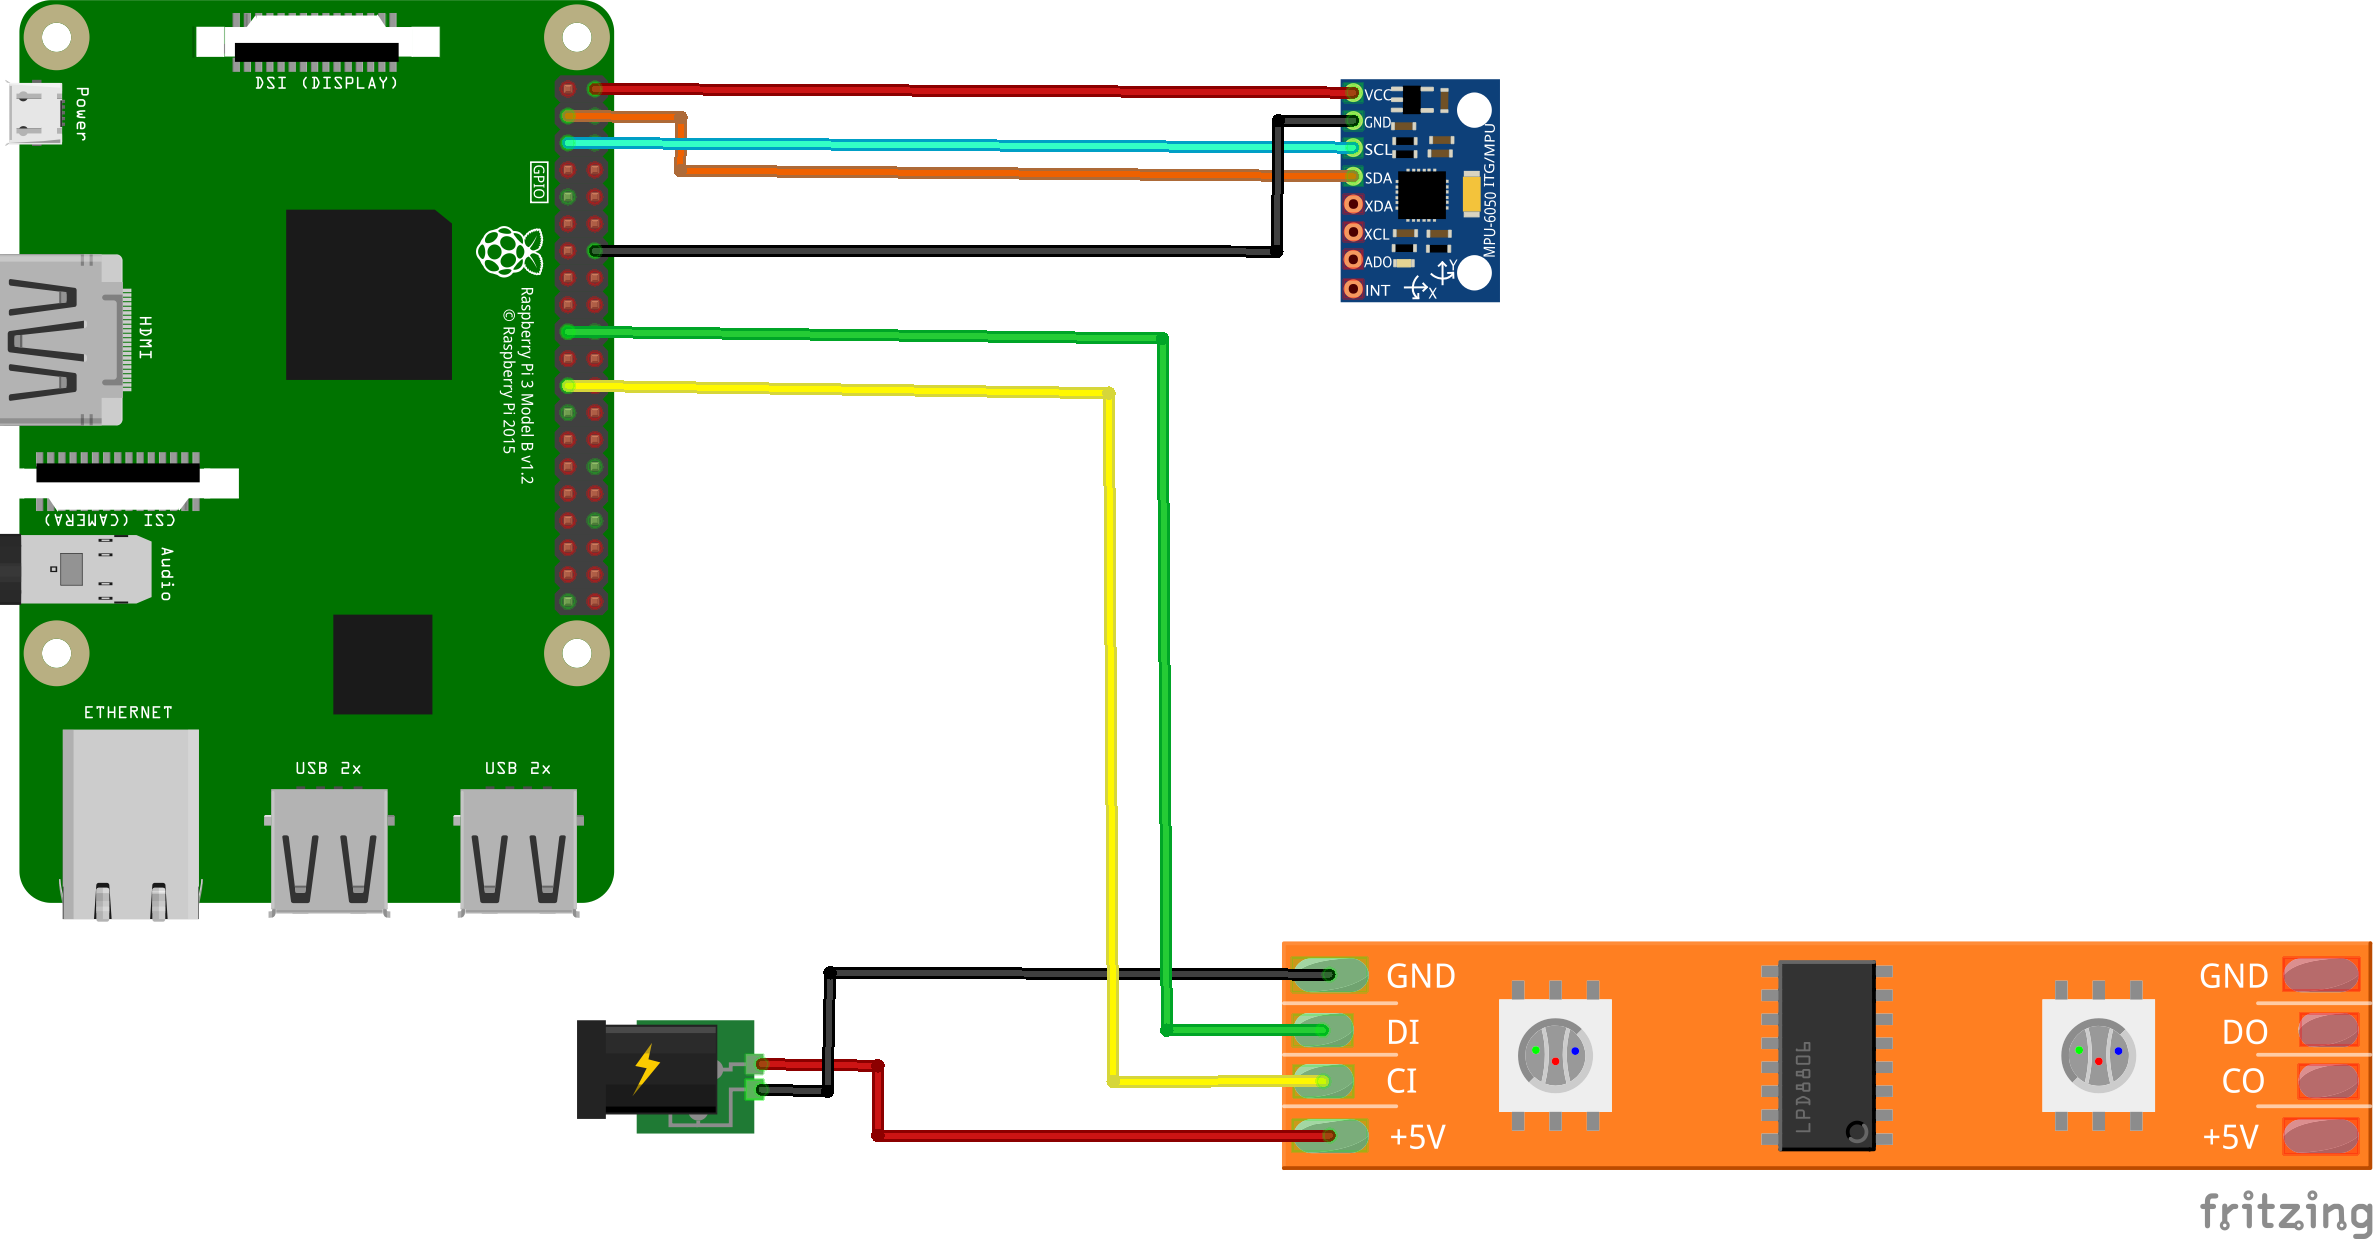 DSI (DISPLAY)
Power
GPIO
HDMI
Raspberry Pi 3 Model B v1.2
© Raspberry Pi 2015
CSI (CAMERA)
Audio
ETHERNET
USB 2x
USB 2x
VCC
GND
SCL
SDA
XDA
XCL
ADO
INT
MPU-6050 ITG/MPU
Y
X
GND
DI
CI
+5V
LPD8806
GND
DO
CO
+5V
fritzing